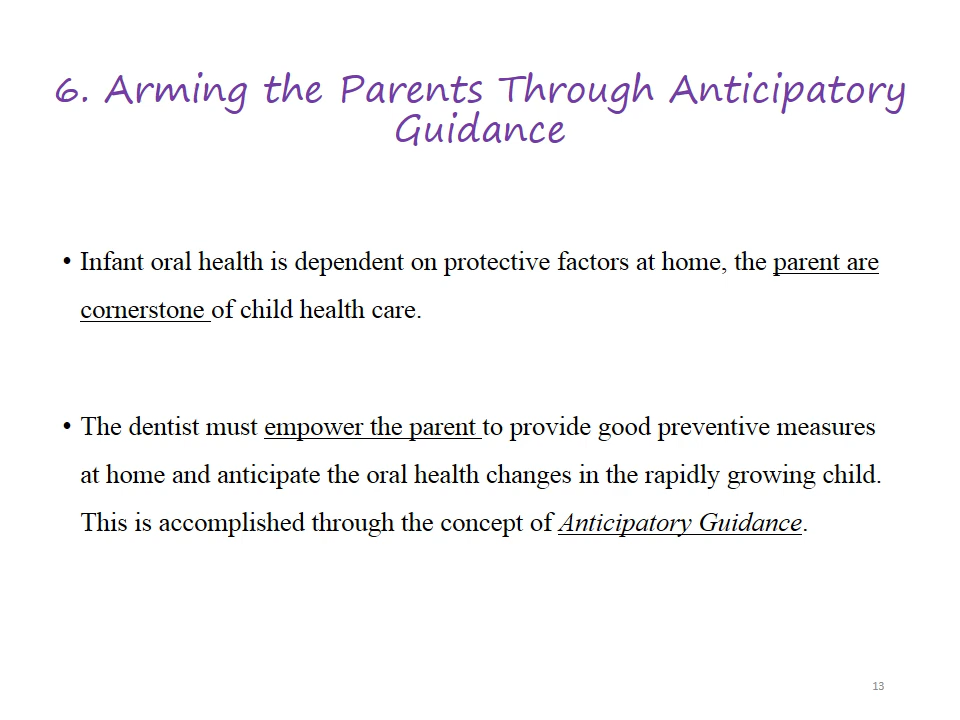 6. Arming the Parents Through Anticipatory
Guidance
• Infant oral health is dependent on protective factors at home, the parent are
cornerstone of child health care.
• The dentist must empower the parent to provide good preventive measures
at home and anticipate the oral health changes in the rapidly growing child.
This is accomplished through the concept of Anticipatory Guidance.
13